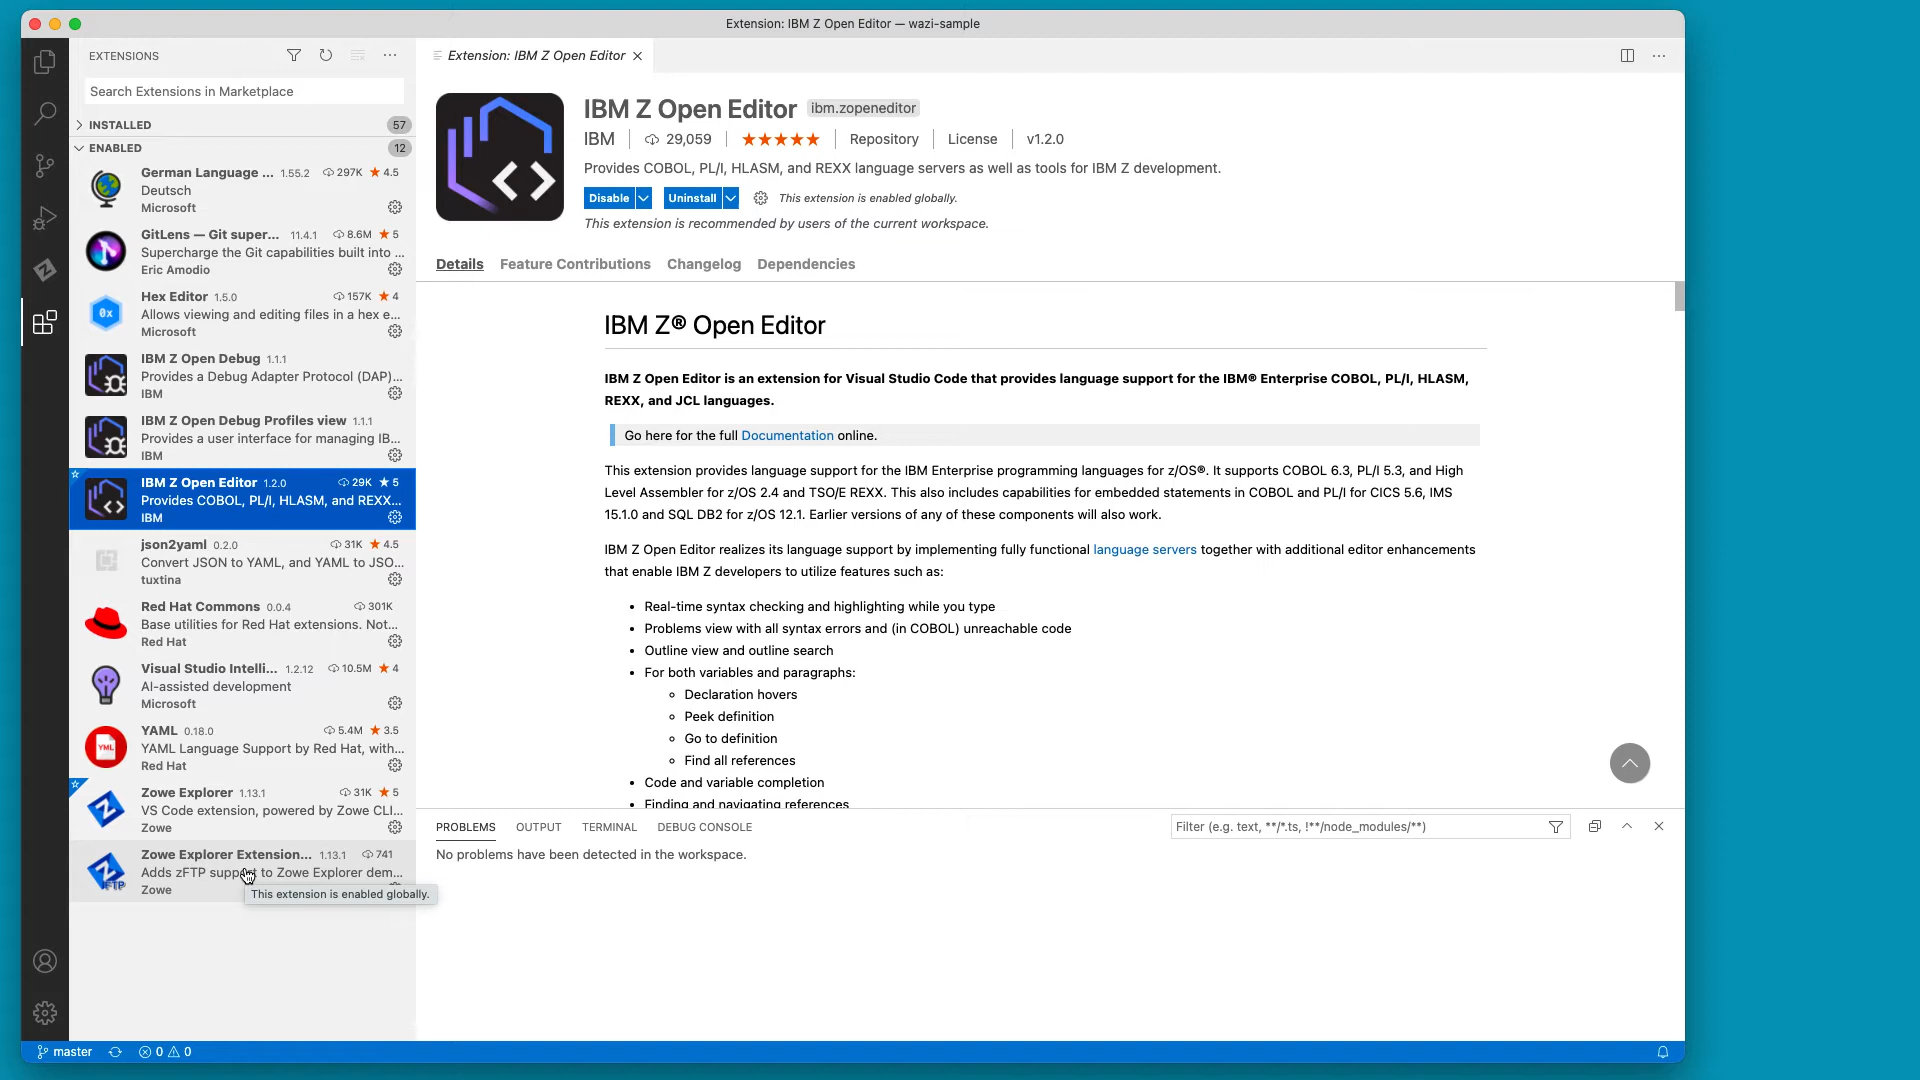 Extension: IBM Z Open Editor — wazi-sample
EXTENSIONS
Search Extensions in Marketplace
INSTALLED 57
ENABLED 12
German Language ... 1.55.2 297K ★ 4.5
Deutsch
Microsoft
GitLens — Git super... 11.4.1 8.6M ★ 5
Supercharge the Git capabilities built into ...
Eric Amodio
0x
Hex Editor 1.5.0 157K ★ 4
Allows viewing and editing files in a hex e...
Microsoft
IBM Z Open Debug 1.1.1
Provides a Debug Adapter Protocol (DAP)...
IBM
IBM Z Open Debug Profiles view 1.1.1
Provides a user interface for managing IB...
IBM
IBM Z Open Editor 1.2.0 29K ★ 5
Provides COBOL, PL/I, HLASM, and REXX...
IBM
json2yaml 0.2.0 31K ★ 4.5
Convert JSON to YAML, and YAML to JSO...
tuxtina
Red Hat Commons 0.0.4 301K
Base utilities for Red Hat extensions. Not...
Red Hat
Visual Studio Intelli... 1.2.12 10.5M ★ 4
AI-assisted development
Microsoft
YML
YAML 0.18.0 5.4M ★ 3.5
YAML Language Support by Red Hat, with...
Red Hat
Zowe Explorer 1.13.1 31K ★ 5
VS Code extension, powered by Zowe CLI...
Zowe
Zowe Explorer Extension... 1.13.1 741
Adds zFTP support to Zowe Explorer dem...
Zowe
This extension is enabled globally.
Extension: IBM Z Open Editor
IBM Z Open Editor ibm.zopeneditor
IBM 29,059 ★★★★★ Repository License v1.2.0
Provides COBOL, PL/I, HLASM, and REXX language servers as well as tools for IBM Z development.
Disable Uninstall This extension is enabled globally.
This extension is recommended by users of the current workspace.
Details Feature Contributions Changelog Dependencies
IBM Z® Open Editor
IBM Z Open Editor is an extension for Visual Studio Code that provides language support for the IBM® Enterprise COBOL, PL/I, HLASM,
REXX, and JCL languages.
Go here for the full Documentation online.
This extension provides language support for the IBM Enterprise programming languages for z/OS®. It supports COBOL 6.3, PL/I 5.3, and High
Level Assembler for z/OS 2.4 and TSO/E REXX. This also includes capabilities for embedded statements in COBOL and PL/I for CICS 5.6, IMS
15.1.0 and SQL DB2 for z/OS 12.1. Earlier versions of any of these components will also work.
IBM Z Open Editor realizes its language support by implementing fully functional language servers together with additional editor enhancements
that enable IBM Z developers to utilize features such as:
• Real-time syntax checking and highlighting while you type
• Problems view with all syntax errors and (in COBOL) unreachable code
• Outline view and outline search
• For both variables and paragraphs:
◦ Declaration hovers
◦ Peek definition
◦ Go to definition
◦ Find all references
• Code and variable completion
• Finding and navigating references
PROBLEMS OUTPUT TERMINAL DEBUG CONSOLE Filter (e.g. text, **/*.ts, !**/node_modules/**)
No problems have been detected in the workspace.
master 0 0